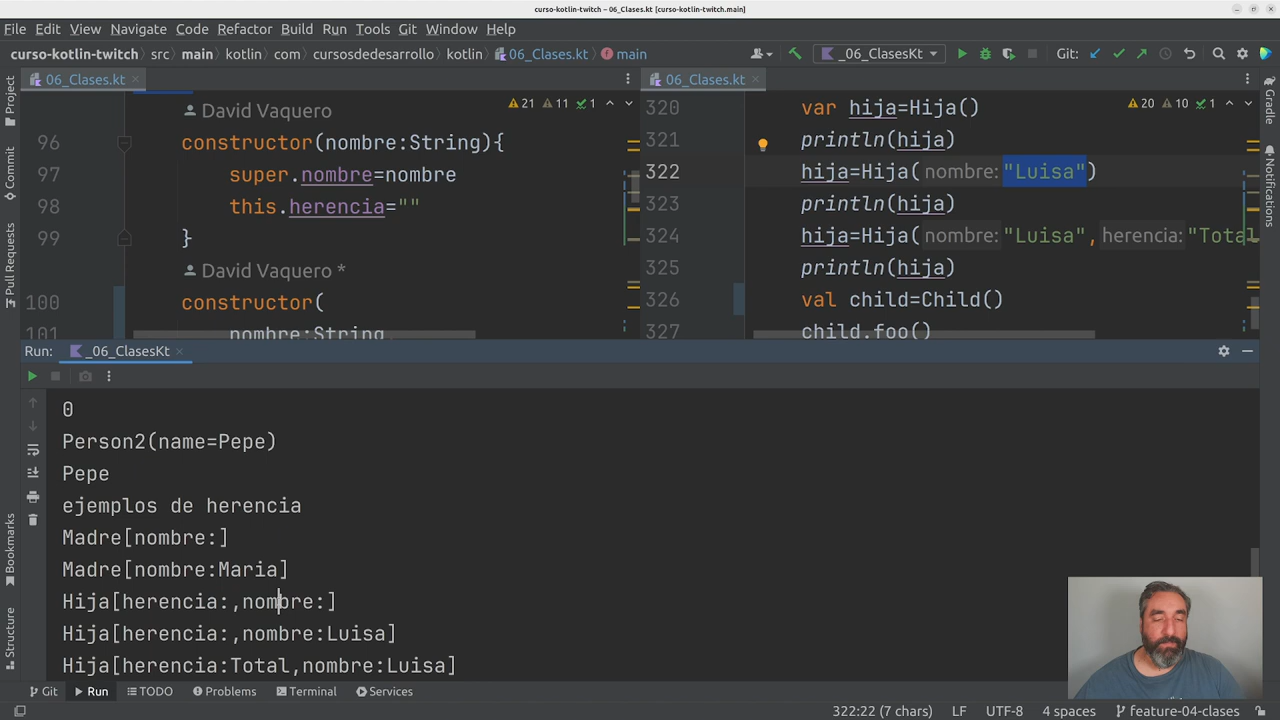 curso-kotlin-twitch – 06_Clases.kt [curso-kotlin-twitch.main]
File Edit View Navigate Code Refactor Build Run Tools Git Window Help
curso-kotlin-twitch src main kotlin com cursosdedesarrollo kotlin 06_Clases.kt main _06_ClasesKt Git:
Project
Commit
Pull Requests
Bookmarks
Structure
06_Clases.kt
21 11 1
David Vaquero
96 constructor(nombre:String){
97 super.nombre=nombre
98 this.herencia=""
99 }
David Vaquero *
100 constructor(
101 nombre:String,
06_Clases.kt
20 10 1
320 var hija=Hija()
321 println(hija)
322 hija=Hija( nombre: "Luisa")
323 println(hija)
324 hija=Hija( nombre: "Luisa", herencia: "Total
325 println(hija)
326 val child=Child()
327 child.foo()
Gradle
Notifications
Run: _06_ClasesKt
0
Person2(name=Pepe)
Pepe
ejemplos de herencia
Madre[nombre:]
Madre[nombre:Maria]
Hija[herencia:,nombre:]
Hija[herencia:,nombre:Luisa]
Hija[herencia:Total,nombre:Luisa]
Git Run TODO Problems Terminal Services
322:22 (7 chars) LF UTF-8 4 spaces feature-04-clases